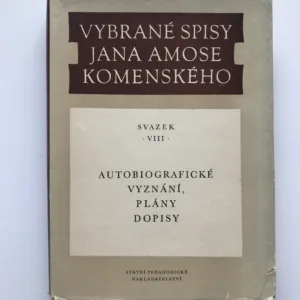 VYBRANÉ SPISY
JANA AMOSE
KOMENSKÉHO
SVAZEK
· VIII ·
AUTOBIOGRAFICKÉ
VYZNÁNÍ,
PLÁNY
DOPISY
STÁTNÍ PEDAGOGICKÉ
NAKLADATELSTVÍ